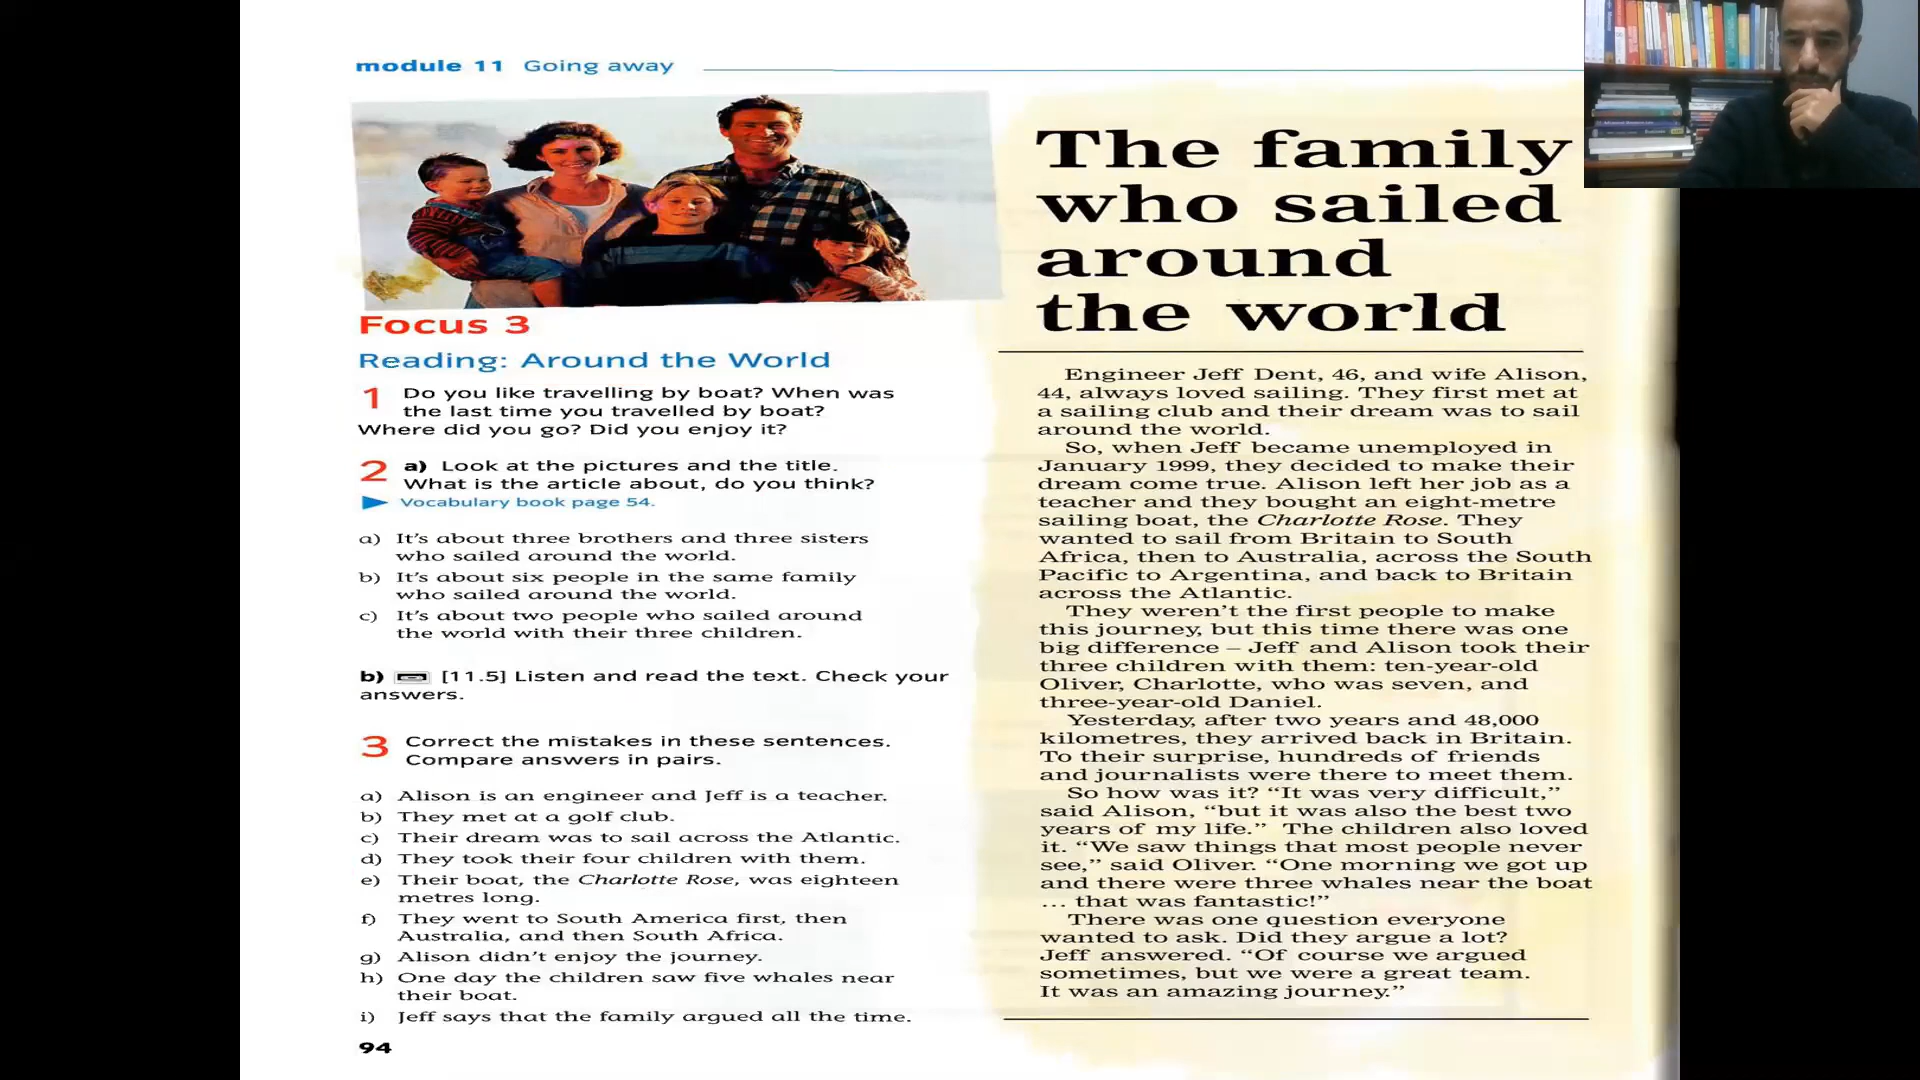 module 11 Going away
Focus 3
Reading: Around the World
1 Do you like travelling by boat? When was
the last time you travelled by boat?
Where did you go? Did you enjoy it?
2 a) Look at the pictures and the title.
What is the article about, do you think?
Vocabulary book page 54.
a) It's about three brothers and three sisters
who sailed around the world.
b) It's about six people in the same family
who sailed around the world.
c) It's about two people who sailed around
the world with their three children.
b) [11.5] Listen and read the text. Check your
answers.
3 Correct the mistakes in these sentences.
Compare answers in pairs.
a) Alison is an engineer and Jeff is a teacher.
b) They met at a golf club.
c) Their dream was to sail across the Atlantic.
d) They took their four children with them.
e) Their boat, the Charlotte Rose, was eighteen
metres long.
f) They went to South America first, then
Australia, and then South Africa.
g) Alison didn't enjoy the journey.
h) One day the children saw five whales near
their boat.
i) Jeff says that the family argued all the time.
94
The family
who sailed
around
the world
Engineer Jeff Dent, 46, and wife Alison,
44, always loved sailing. They first met at
a sailing club and their dream was to sail
around the world.
So, when Jeff became unemployed in
January 1999, they decided to make their
dream come true. Alison left her job as a
teacher and they bought an eight-metre
sailing boat, the Charlotte Rose. They
wanted to sail from Britain to South
Africa, then to Australia, across the South
Pacific to Argentina, and back to Britain
across the Atlantic.
They weren't the first people to make
this journey, but this time there was one
big difference – Jeff and Alison took their
three children with them: ten-year-old
Oliver, Charlotte, who was seven, and
three-year-old Daniel.
Yesterday, after two years and 48,000
kilometres, they arrived back in Britain.
To their surprise, hundreds of friends
and journalists were there to meet them.
So how was it? "It was very difficult,"
said Alison, "but it was also the best two
years of my life." The children also loved
it. "We saw things that most people never
see," said Oliver. "One morning we got up
and there were three whales near the boat
... that was fantastic!"
There was one question everyone
wanted to ask. Did they argue a lot?
Jeff answered. "Of course we argued
sometimes, but we were a great team.
It was an amazing journey."